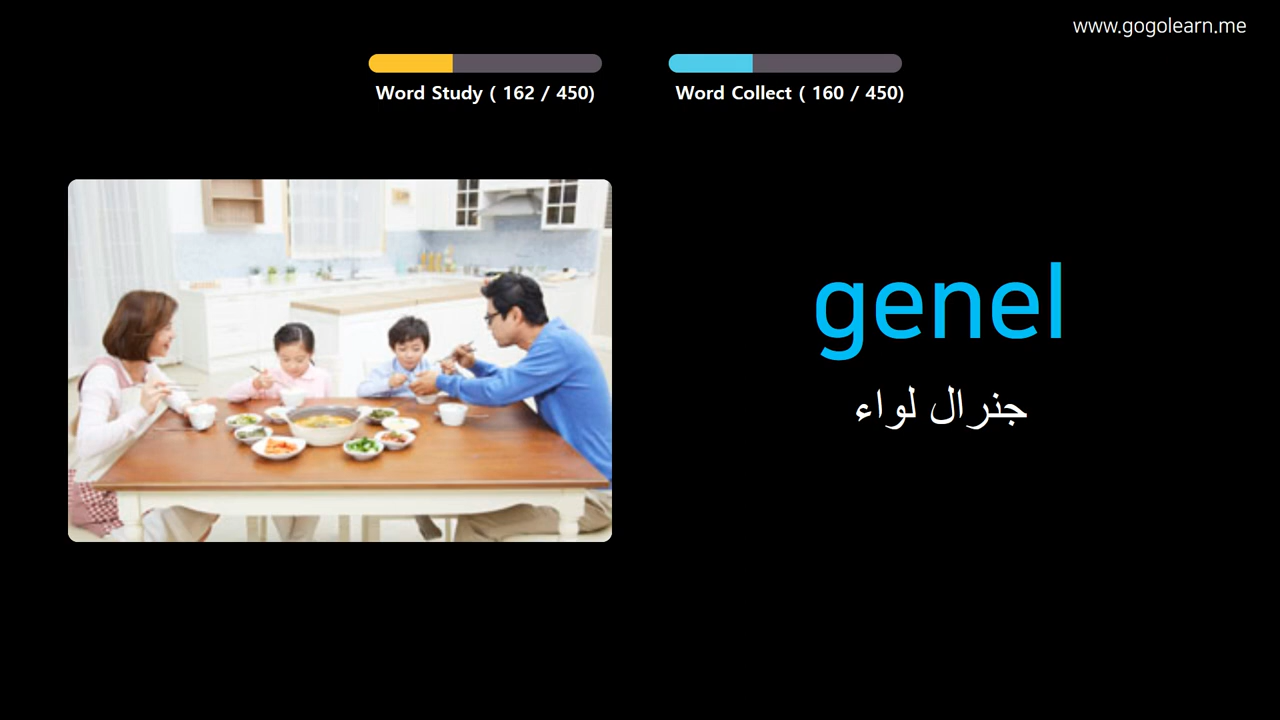 www.gogolearn.me
Word Study ( 162 / 450)
Word Collect ( 160 / 450)
genel
جنرال لواء